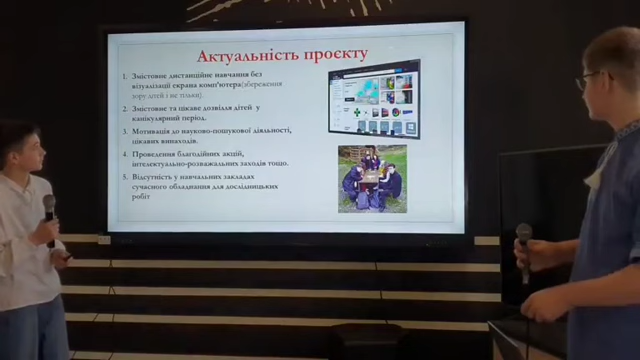 Актуальність проєкту
1. Змістовне дистанційне навчання без
візуалізації екрана комп'ютера(збереження
зору дітей і не тільки).
2. Змістовне та цікаве дозвілля дітей у
канікулярний період.
3. Мотивація до науково-пошукової діяльності,
цікавих винаходів.
4. Проведення благодійних акцій,
інтелектуально-розважальних заходів тощо.
5. Відсутність у навчальних закладах
сучасного обладнання для дослідницьких
робіт